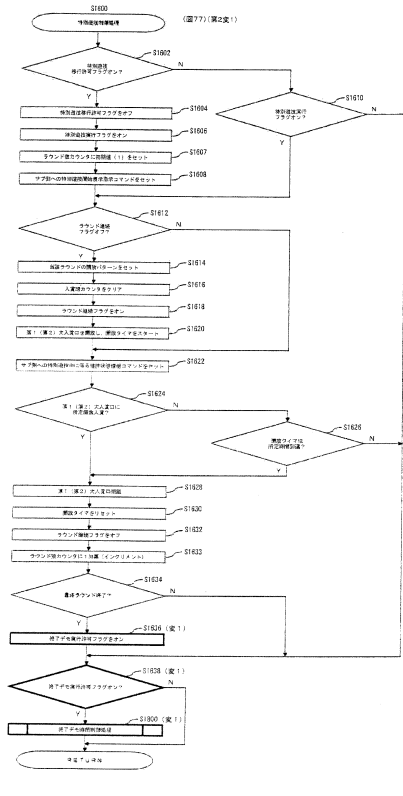 (図77)(第2変1)
S1600
特別遊技制御処理
S1602
特別遊技
移行許可フラグオン?
N
Y
S1604
特別遊技移行許可フラグをオフ
S1606
特別遊技実行フラグをオン
S1607
ラウンド数カウンタに初期値(1)をセット
S1608
サブ側への特別遊技開始表示指示コマンドをセット
S1610
特別遊技実行
フラグオン?
N
Y
S1612
ラウンド継続
フラグオフ?
N
Y
S1614
当該ラウンドの開放パターンをセット
S1616
入賞球カウンタをクリア
S1618
ラウンド継続フラグをオン
S1620
第1(第2)大入賞口を開放し、開放タイマをスタート
S1622
サブ側への特別遊技中に係る遊技状態情報コマンドをセット
S1624
第1(第2)大入賞口に
所定個数入賞?
N
Y
S1626
開放タイマは
所定時間到達?
N
Y
S1628
第1(第2)大入賞口閉鎖
S1630
開放タイマをリセット
S1632
ラウンド継続フラグをオフ
S1633
ラウンド数カウンタに1加算(インクリメント)
S1634
最終ラウンド終了?
N
Y
S1636(変1)
終了デモ実行許可フラグをオン
S1638(変1)
終了デモ実行許可フラグオン?
N
Y
S1800(変1)
終了デモ時間制御処理
RETURN